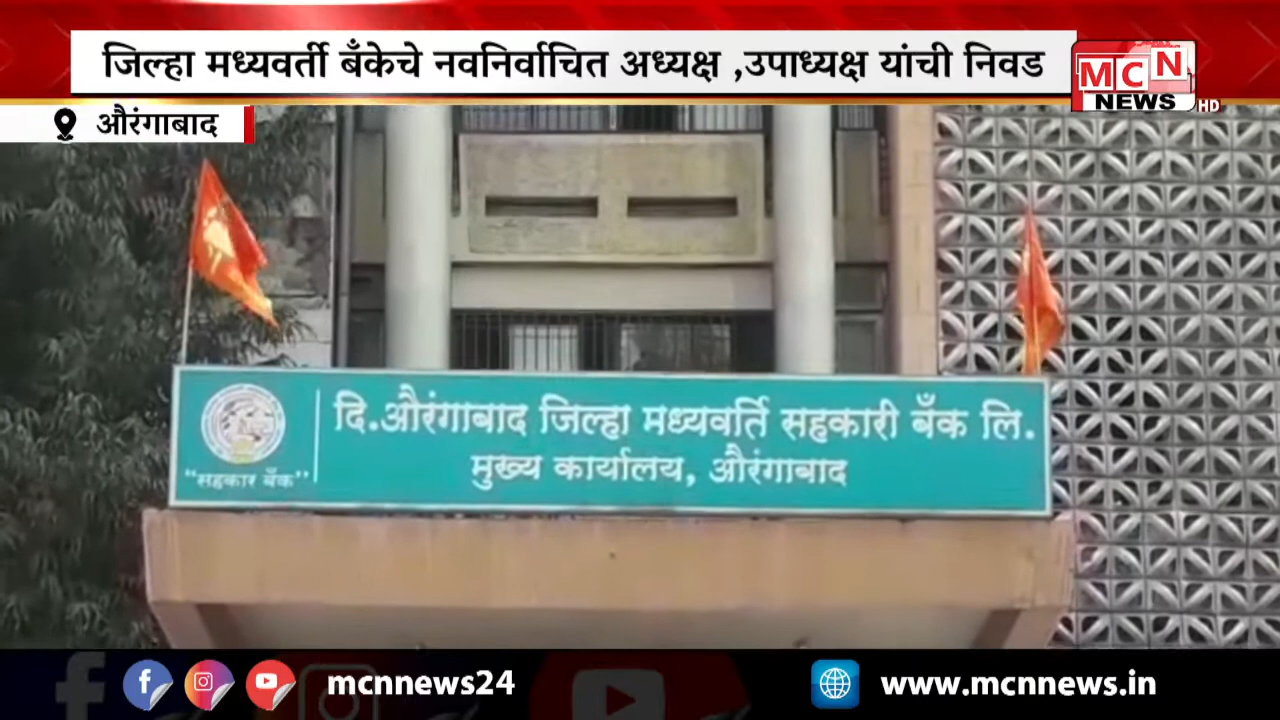 जिल्हा मध्यवर्ती बँकेचे नवनिर्वाचित अध्यक्ष ,उपाध्यक्ष यांची निवड
MCN
NEWS HD
औरंगाबाद
दि.औरंगाबाद जिल्हा मध्यवर्ति सहकारी बँक लि.
मुख्य कार्यालय, औरंगाबाद
"सहकार बँक"
mcnnews24
www.mcnnews.in